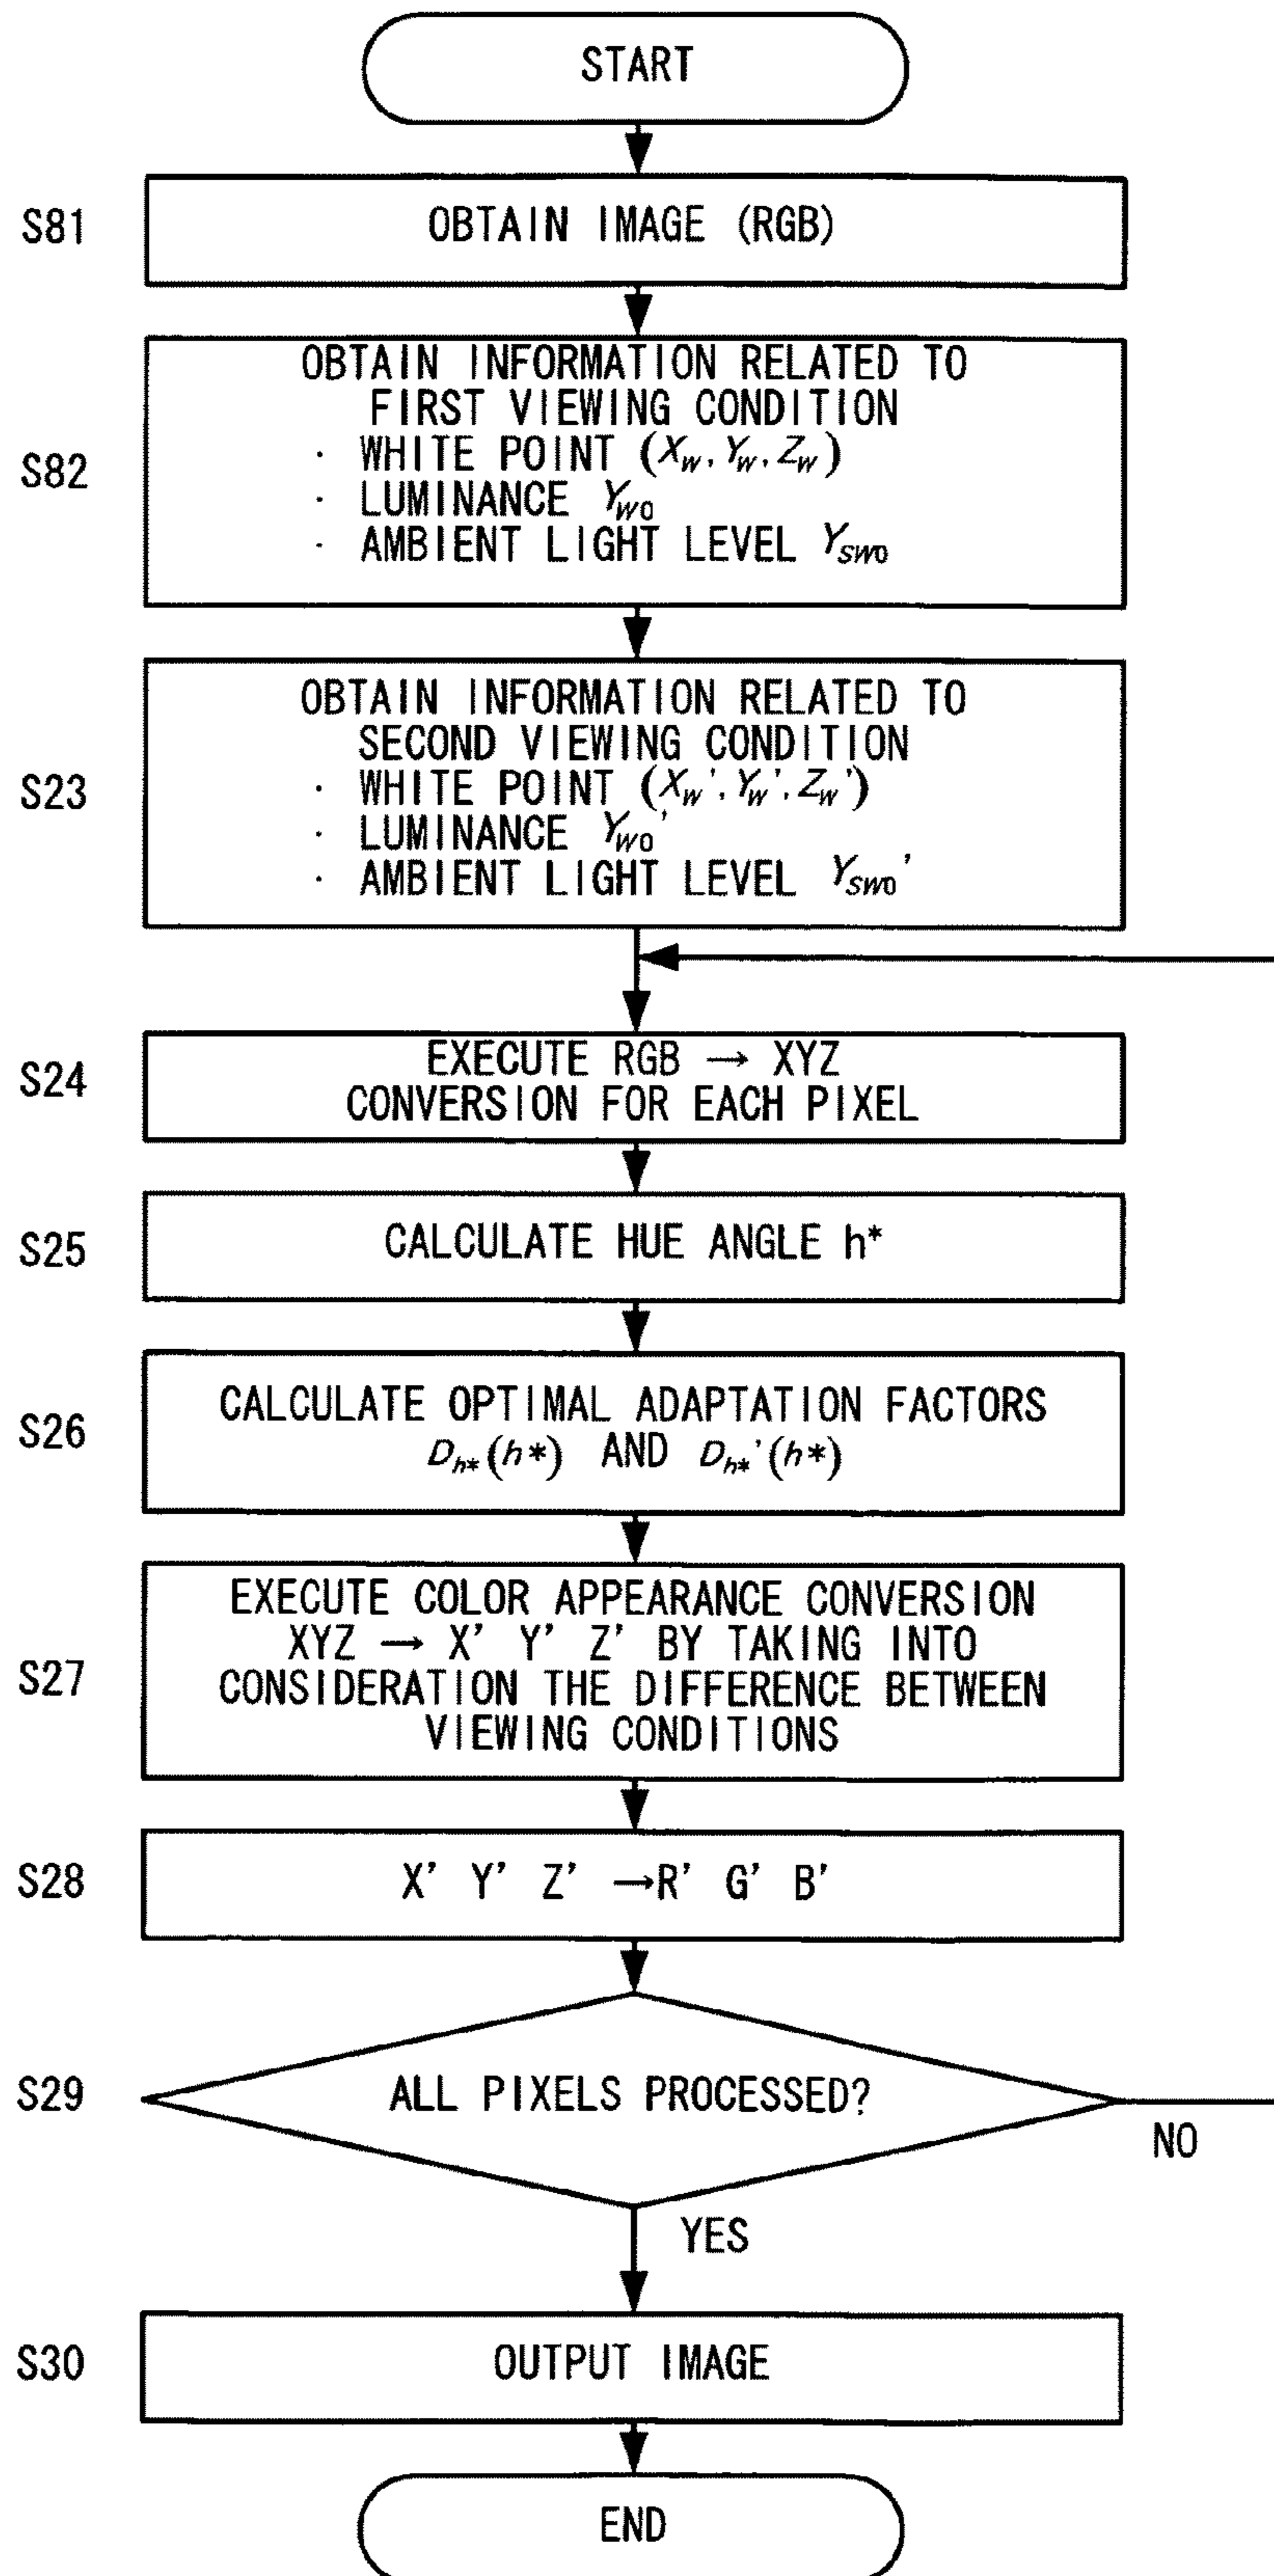 START
S81
OBTAIN IMAGE (RGB)
S82
OBTAIN INFORMATION RELATED TO
FIRST VIEWING CONDITION
· WHITE POINT (Xw, Yw, Zw)
· LUMINANCE Yw0
· AMBIENT LIGHT LEVEL Ysw0
S23
OBTAIN INFORMATION RELATED TO
SECOND VIEWING CONDITION
· WHITE POINT (Xw', Yw', Zw')
· LUMINANCE Yw0'
· AMBIENT LIGHT LEVEL Ysw0'
S24
EXECUTE RGB → XYZ
CONVERSION FOR EACH PIXEL
S25
CALCULATE HUE ANGLE h*
S26
CALCULATE OPTIMAL ADAPTATION FACTORS
Dh*(h*) AND Dh*'(h*)
S27
EXECUTE COLOR APPEARANCE CONVERSION
XYZ → X' Y' Z' BY TAKING INTO
CONSIDERATION THE DIFFERENCE BETWEEN
VIEWING CONDITIONS
S28
X' Y' Z' →R' G' B'
S29
ALL PIXELS PROCESSED?
NO
YES
S30
OUTPUT IMAGE
END